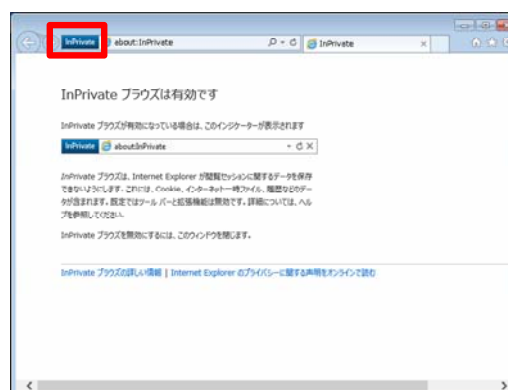 InPrivate about:InPrivate InPrivate
InPrivate ブラウズは有効です
InPrivate ブラウズが有効になっている場合は、このインジケーターが表示されます
InPrivate about:InPrivate
InPrivate ブラウズは、Internet Explorer が閲覧セッションに関するデータを保存
できないようにします。これには、Cookie、インターネット一時ファイル、履歴などのデー
タが含まれます。既定ではツール バーと拡張機能は無効です。詳細については、ヘル
プを参照してください。
InPrivate ブラウズを無効にするには、このウィンドウを閉じます。
InPrivate ブラウズの詳しい情報 | Internet Explorer のプライバシーに関する声明をオンラインで読む